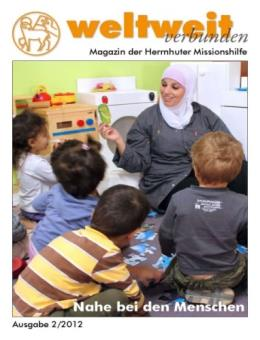 weltweit
verbunden
Magazin der Herrnhuter Missionshilfe
Nahe bei den Menschen
Ausgabe 2/2012